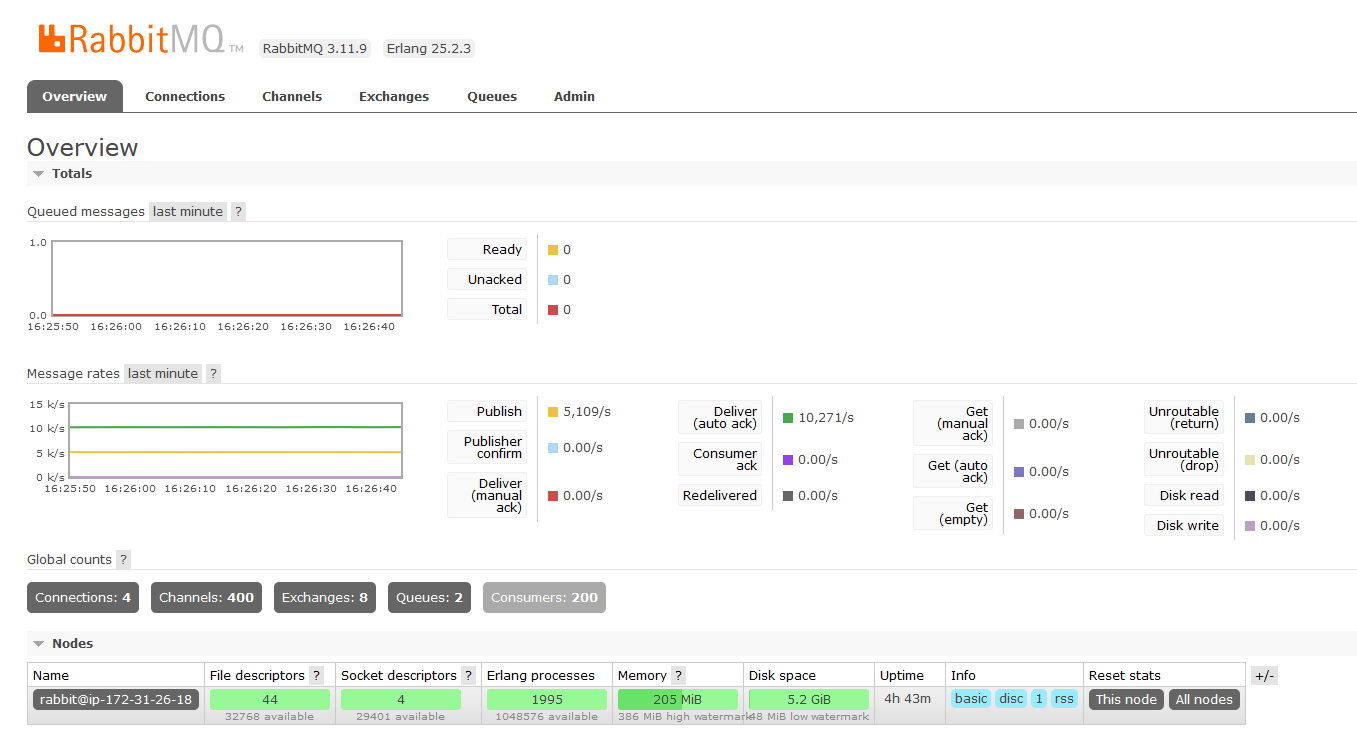 RabbitMQ TM RabbitMQ 3.11.9 Erlang 25.2.3
Overview Connections Channels Exchanges Queues Admin
Overview
Totals
Queued messages last minute ?
1.0
0.0
16:25:50 16:26:00 16:26:10 16:26:20 16:26:30 16:26:40
Ready 0
Unacked 0
Total 0
Message rates last minute ?
15 k/s
10 k/s
5 k/s
0 k/s
16:25:50 16:26:00 16:26:10 16:26:20 16:26:30 16:26:40
Publish 5,109/s
Publisher
confirm 0.00/s
Deliver
(manual
ack) 0.00/s
Deliver
(auto ack) 10,271/s
Consumer
ack 0.00/s
Redelivered 0.00/s
Get
(manual
ack) 0.00/s
Get (auto
ack) 0.00/s
Get
(empty) 0.00/s
Unroutable
(return) 0.00/s
Unroutable
(drop) 0.00/s
Disk read 0.00/s
Disk write 0.00/s
Global counts ?
Connections: 4 Channels: 400 Exchanges: 8 Queues: 2 Consumers: 200
Nodes
Name File descriptors ? Socket descriptors ? Erlang processes Memory ? Disk space Uptime Info Reset stats +/-
rabbit@ip-172-31-26-18 44 4 1995 205 MiB 5.2 GiB 4h 43m basic disc 1 rss This node All nodes
32768 available 29401 available 1048576 available 386 MiB high watermark 48 MiB low watermark